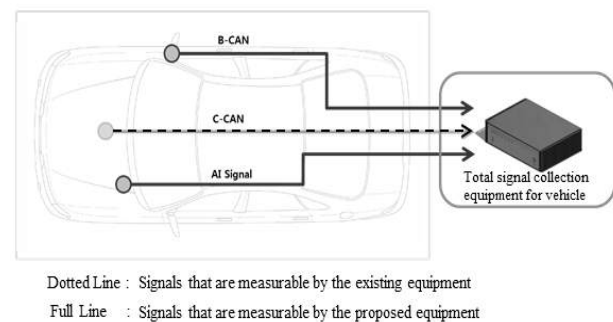 B-CAN
C-CAN
AI Signal
Total signal collection
equipment for vehicle
Dotted Line : Signals that are measurable by the existing equipment
Full Line : Signals that are measurable by the proposed equipment